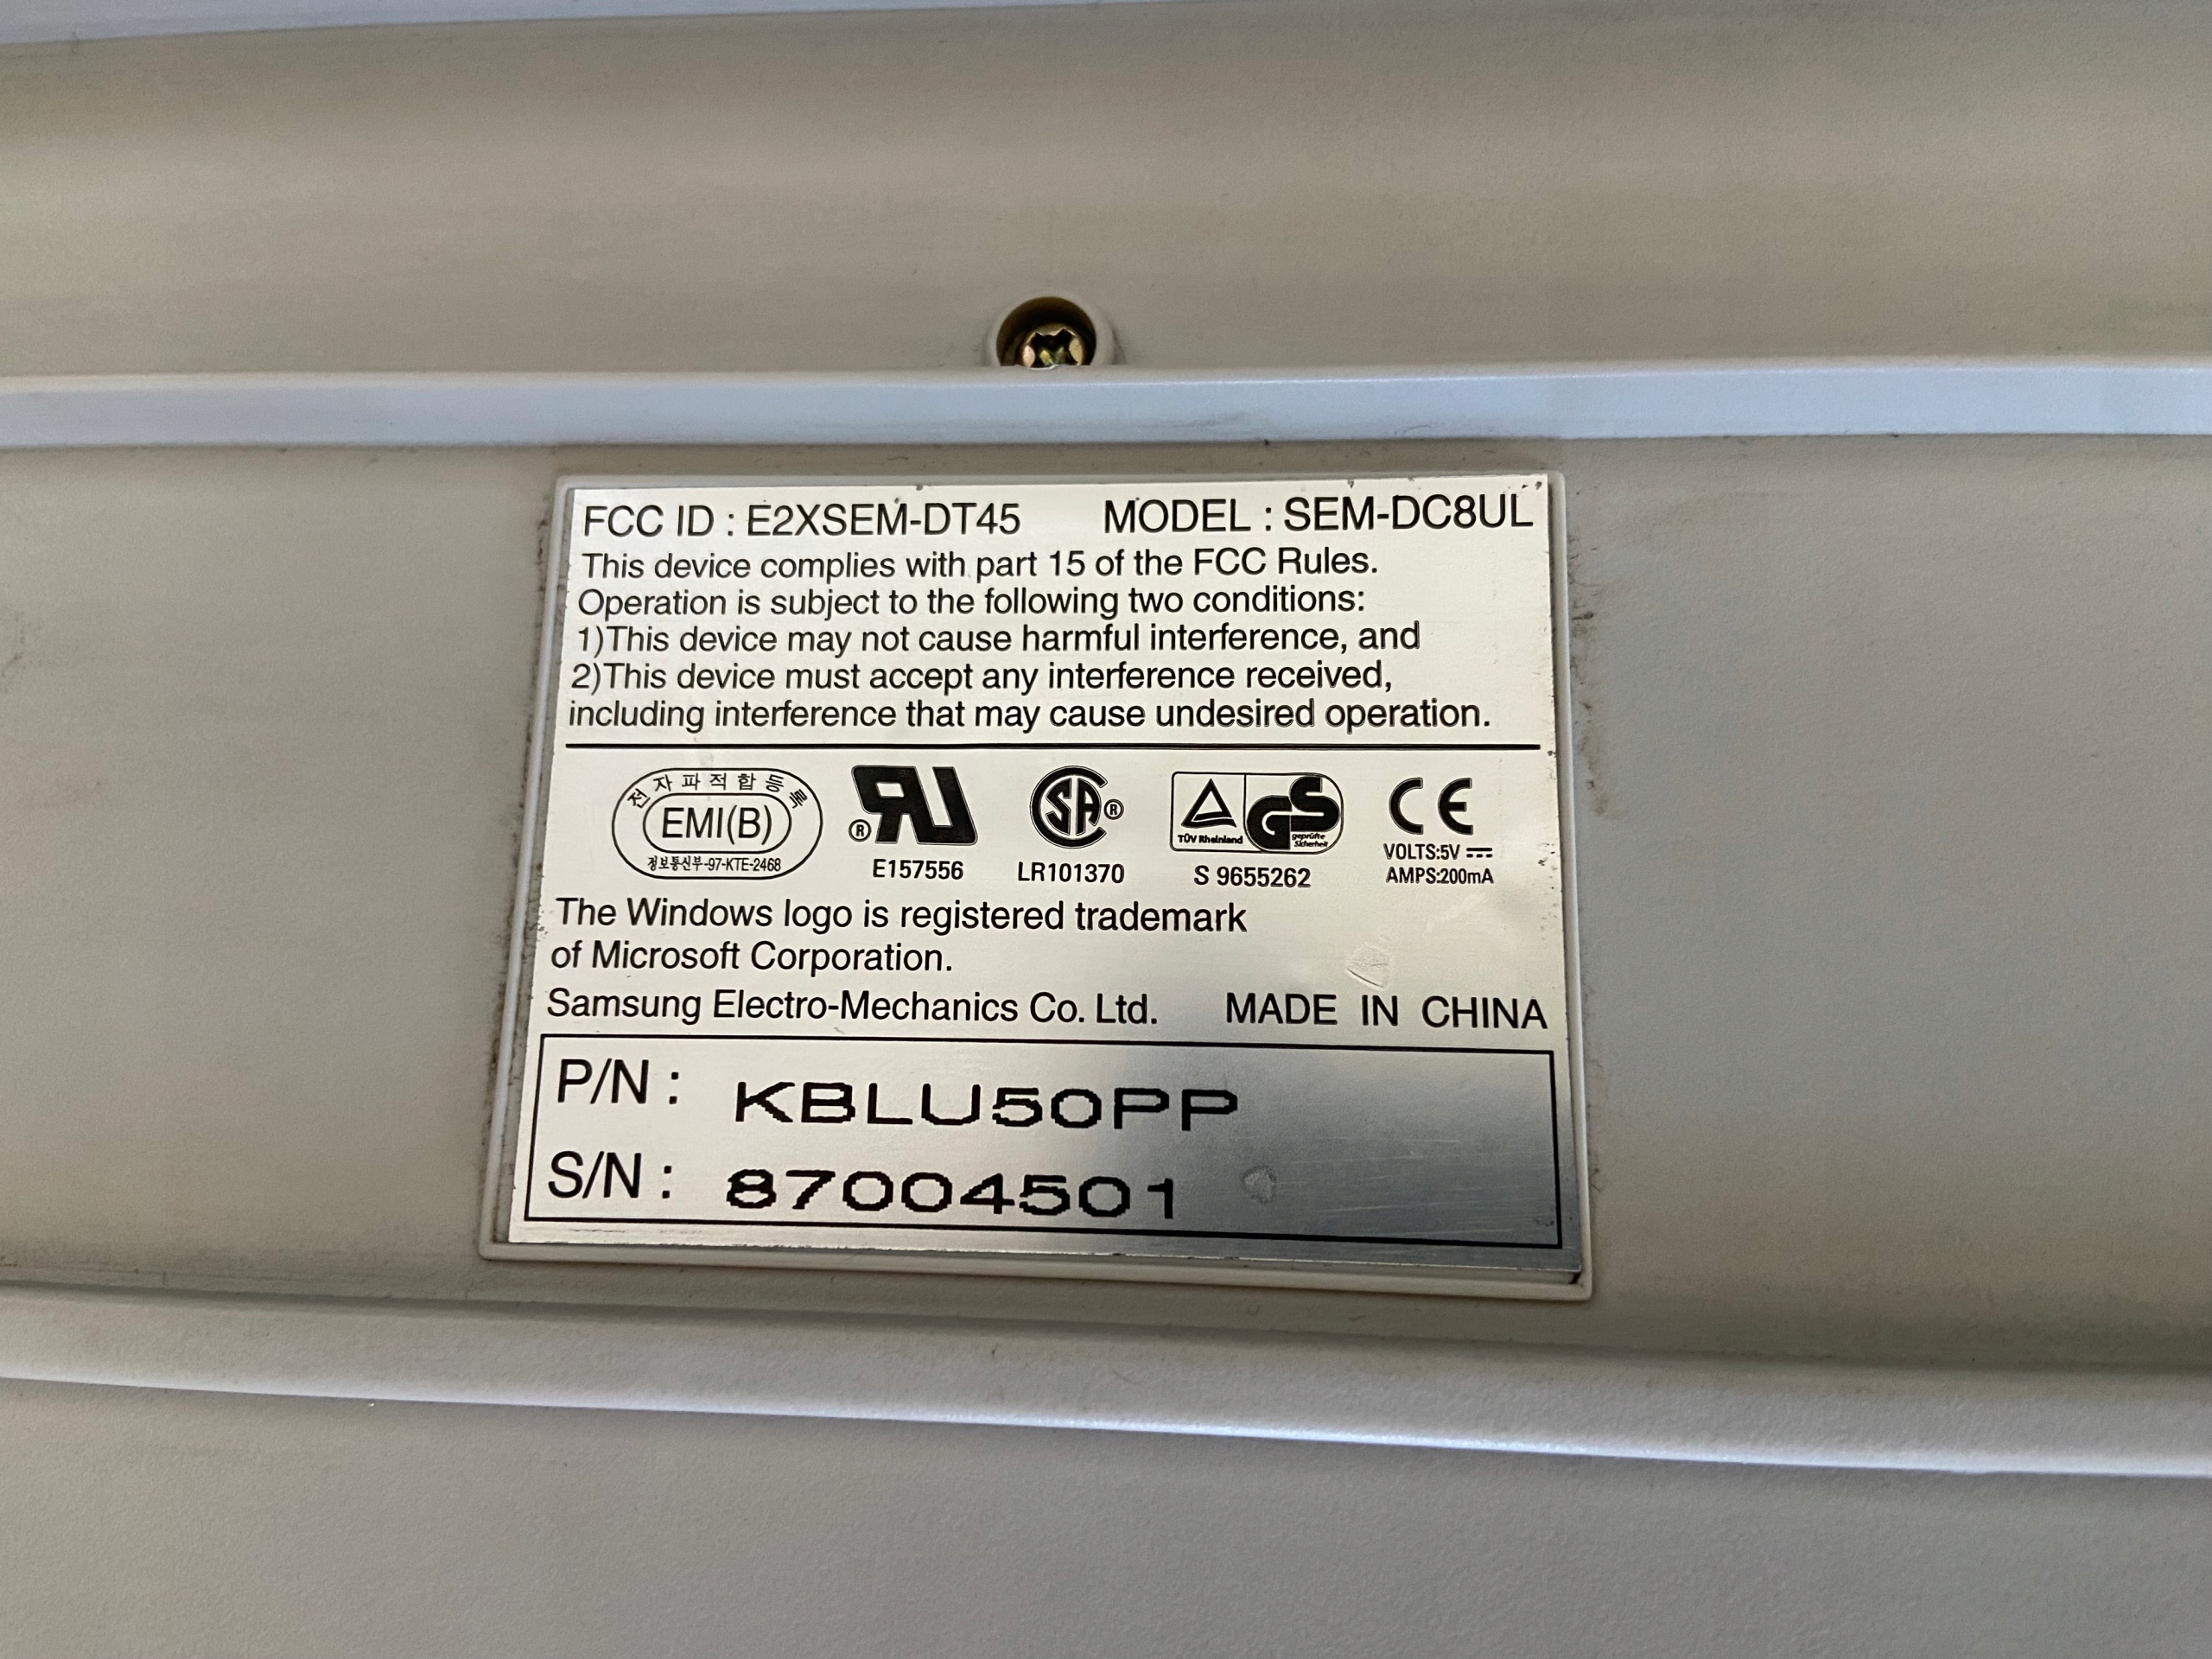 FCC ID : E2XSEM-DT45 MODEL : SEM-DC8UL
This device complies with part 15 of the FCC Rules.
Operation is subject to the following two conditions:
1)This device may not cause harmful interference, and
2)This device must accept any interference received,
including interference that may cause undesired operation.
전자파적합등록
EMI(B)
정보통신부-97-KTE-2468
® RU
E157556
SA ®
LR101370
TÜV Rheinland
GS
geprüfte
Sicherheit
S 9655262
CE
VOLTS:5V
AMPS:200mA
The Windows logo is registered trademark
of Microsoft Corporation.
Samsung Electro-Mechanics Co. Ltd. MADE IN CHINA
P/N : KBLU50PP
S/N : 87004501